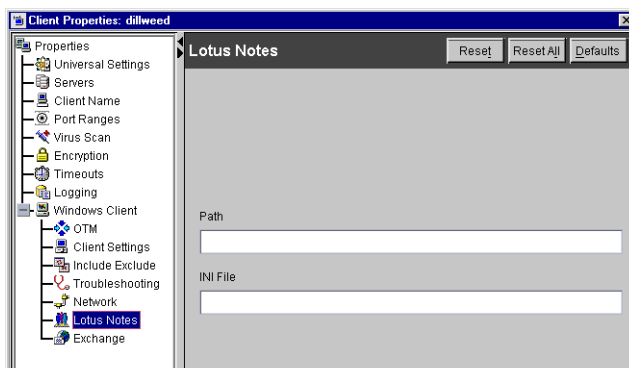 Client Properties: dillweed
Properties
Universal Settings
Servers
Client Name
Port Ranges
Virus Scan
Encryption
Timeouts
Logging
Windows Client
OTM
Client Settings
Include Exclude
Troubleshooting
Network
Lotus Notes
Exchange
Lotus Notes
Reset
Reset All
Defaults
Path
INI File